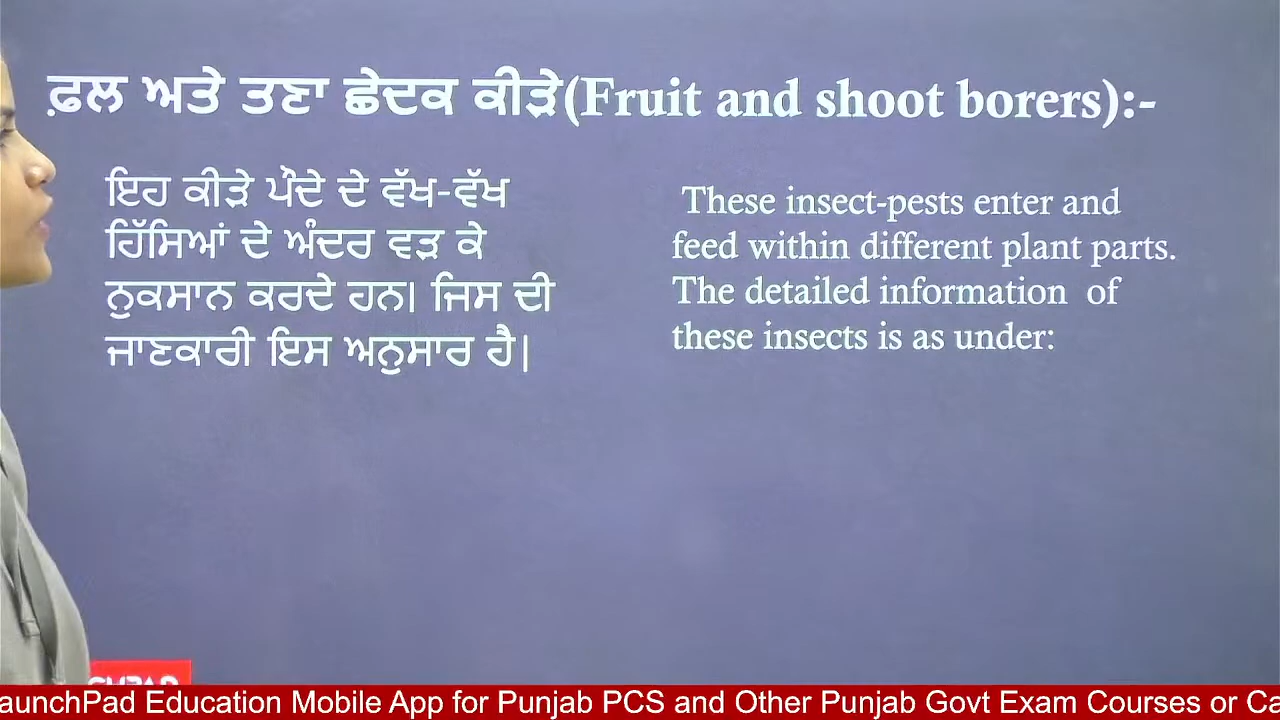 ਫ਼ਲ ਅਤੇ ਤਣਾ ਛੇਦਕ ਕੀੜੇ(Fruit and shoot borers):-
ਇਹ ਕੀੜੇ ਪੌਦੇ ਦੇ ਵੱਖ-ਵੱਖ
ਹਿੱਸਿਆਂ ਦੇ ਅੰਦਰ ਵੜ ਕੇ
ਨੁਕਸਾਨ ਕਰਦੇ ਹਨ। ਜਿਸ ਦੀ
ਜਾਣਕਾਰੀ ਇਸ ਅਨੁਸਾਰ ਹੈ|
These insect-pests enter and
feed within different plant parts.
The detailed information of
these insects is as under:
aunchPad Education Mobile App for Punjab PCS and Other Punjab Govt Exam Courses or Ca